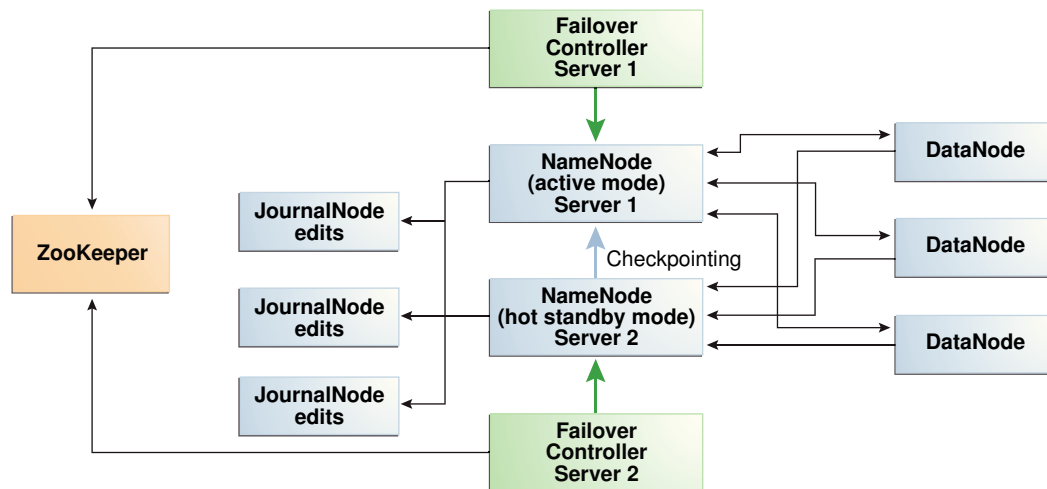 Failover
Controller
Server 1
NameNode
(active mode)
Server 1
DataNode
JournalNode
edits
ZooKeeper
Checkpointing
DataNode
JournalNode
edits
NameNode
(hot standby mode)
Server 2
DataNode
JournalNode
edits
Failover
Controller
Server 2